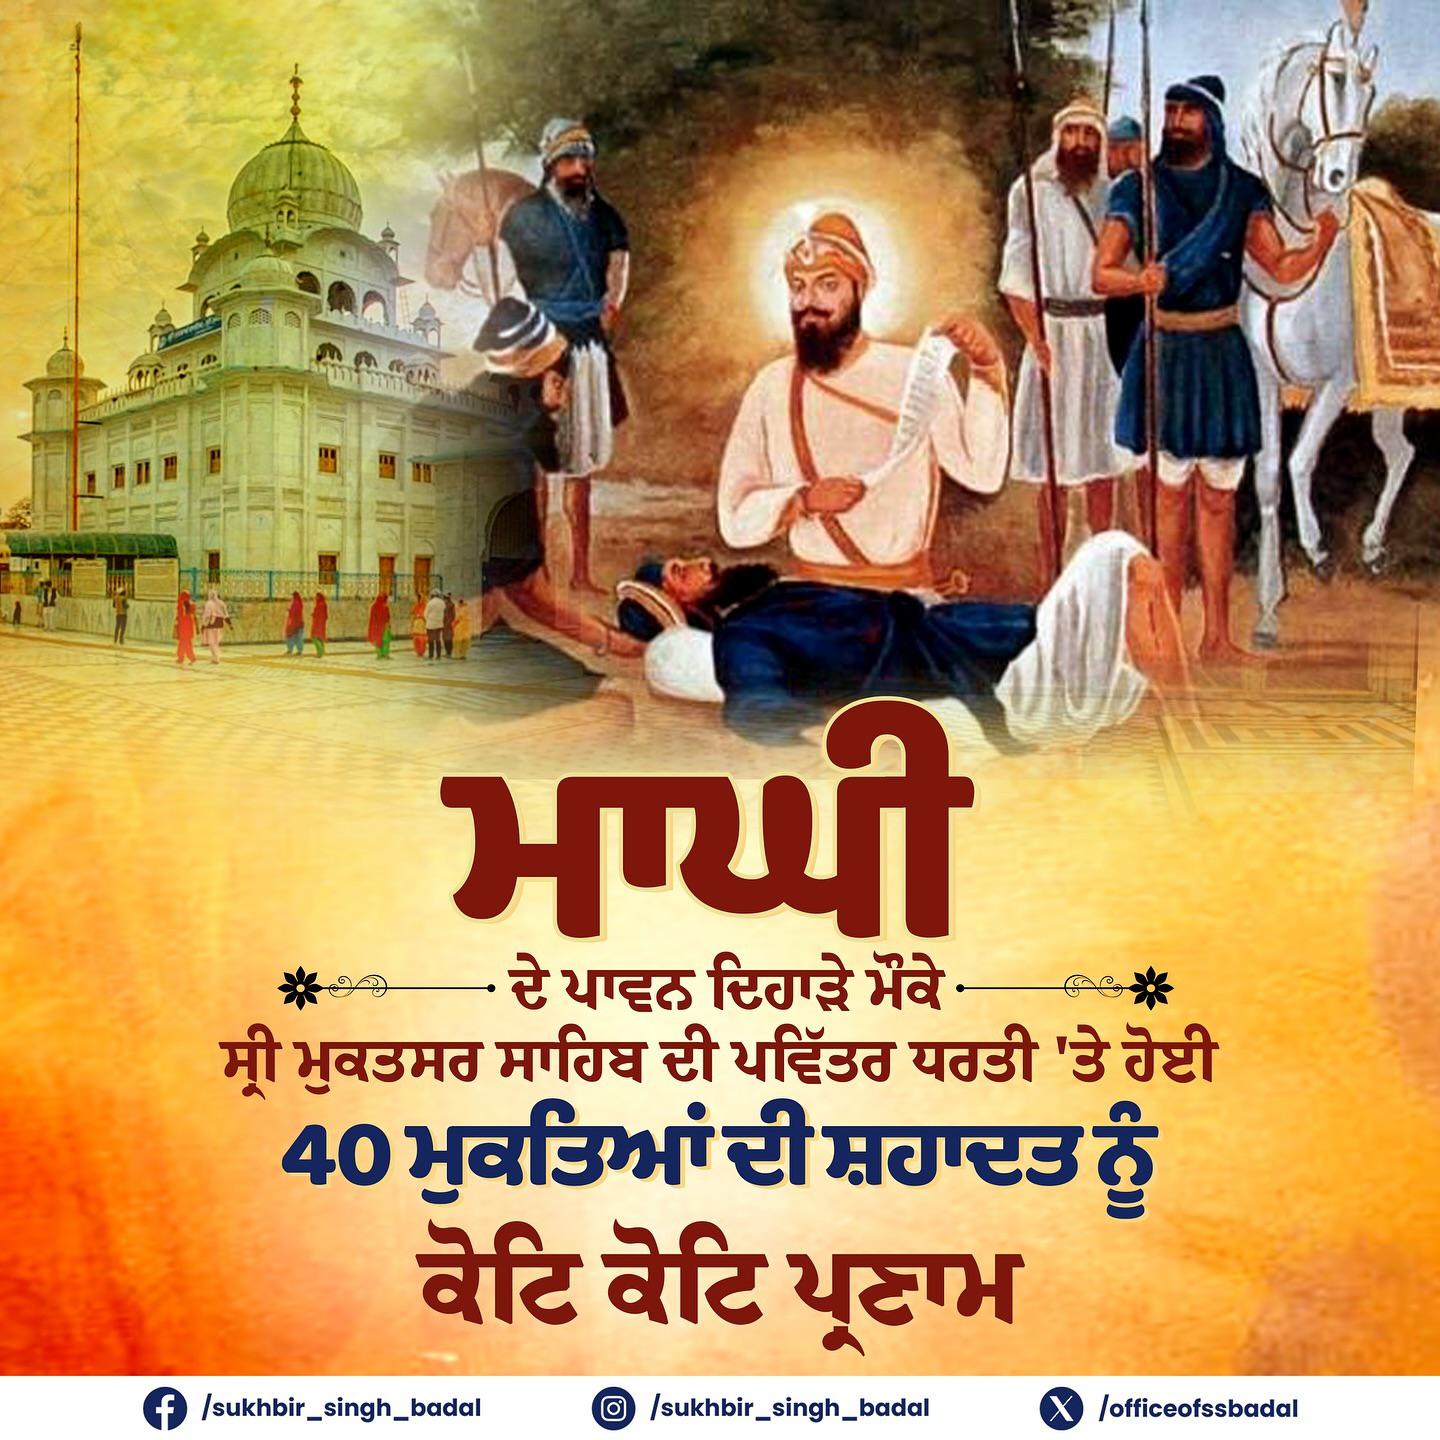 ਮਾਘੀ
ਦੇ ਪਾਵਨ ਦਿਹਾੜੇ ਮੌਕੇ
ਸ੍ਰੀ ਮੁਕਤਸਰ ਸਾਹਿਬ ਦੀ ਪਵਿੱਤਰ ਧਰਤੀ 'ਤੇ ਹੋਈ
40 ਮੁਕਤਿਆਂ ਦੀ ਸ਼ਹਾਦਤ ਨੂੰ
ਕੋਟਿ ਕੋਟਿ ਪ੍ਰਣਾਮ
/sukhbir_singh_badal /sukhbir_singh_badal /officeofssbadal